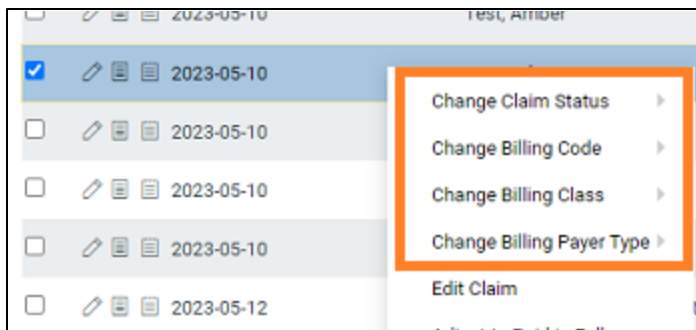 2023-05-10 Test, Amber
2023-05-10
Change Claim Status
2023-05-10
Change Billing Code
2023-05-10
Change Billing Class
2023-05-10
Change Billing Payer Type
Edit Claim
2023-05-12